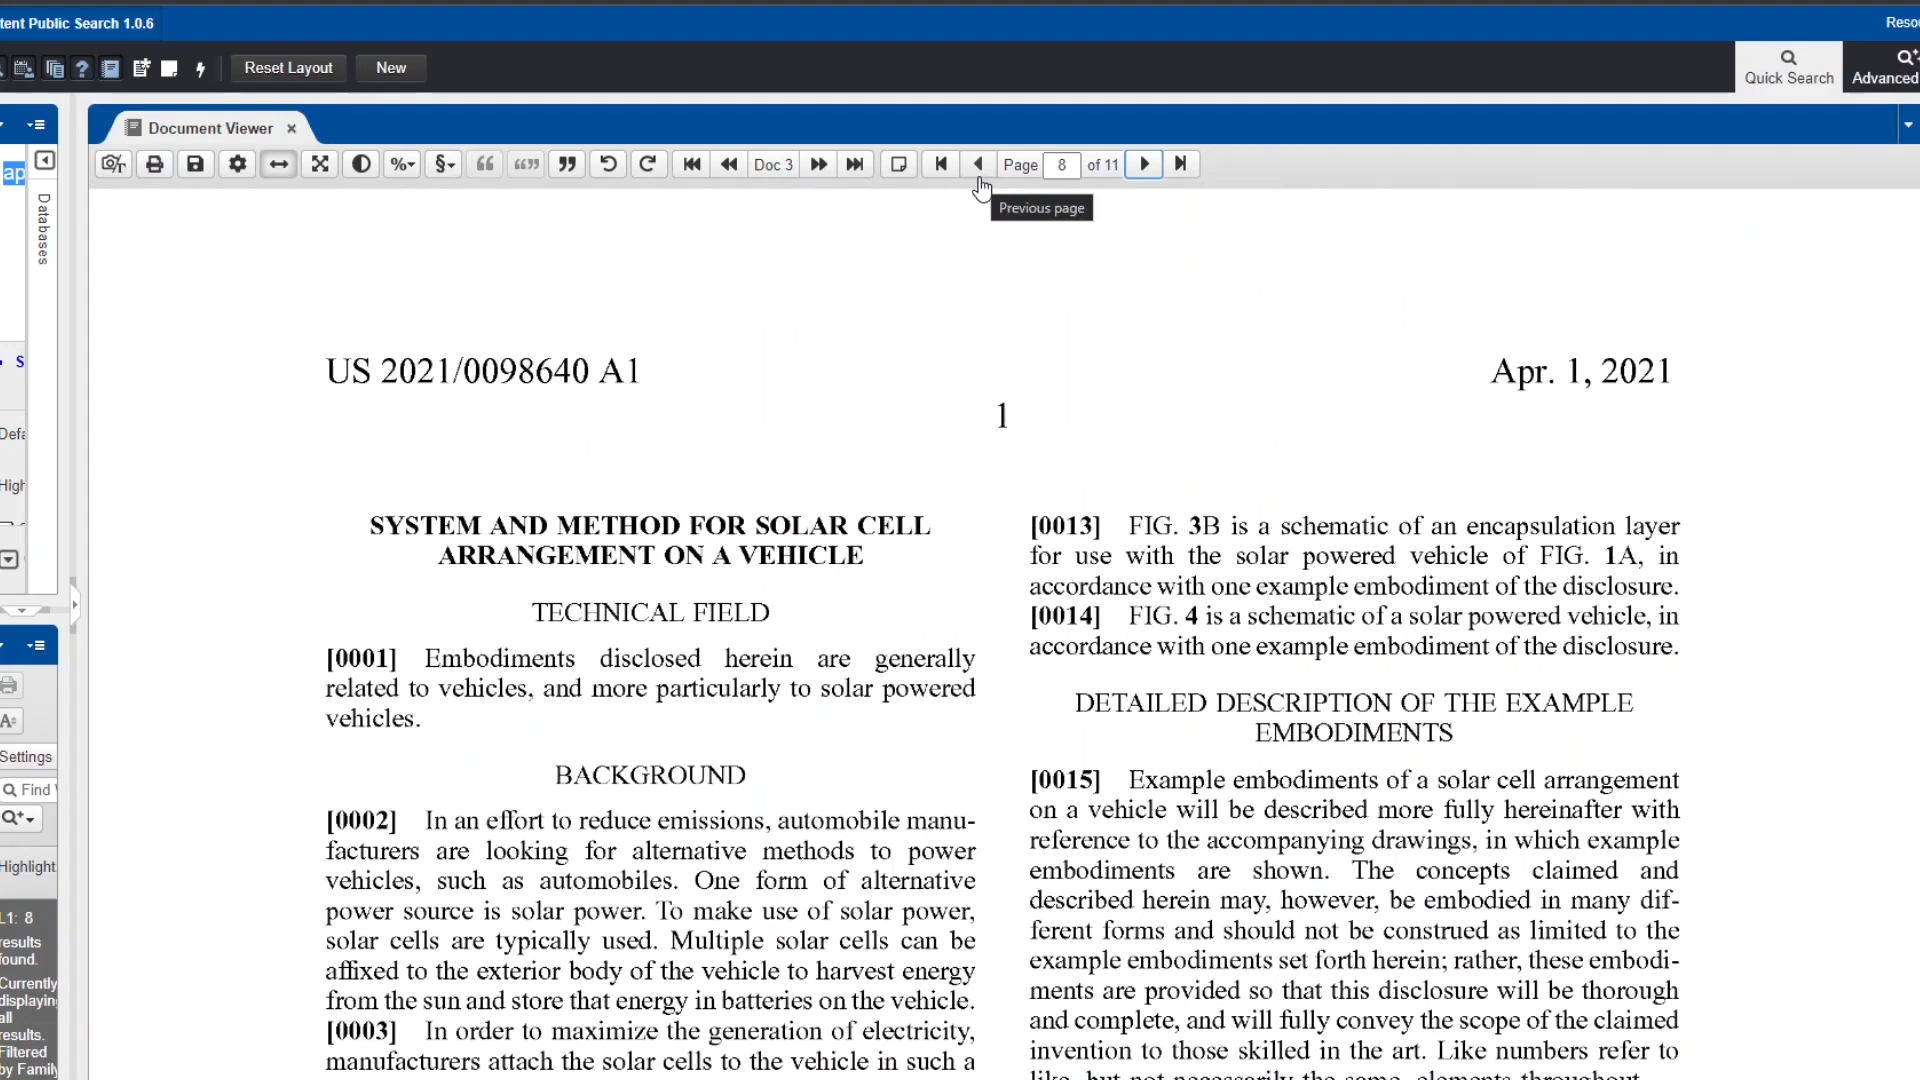 tent Public Search 1.0.6
Resou
Reset Layout
New
Quick Search
Advanced
Document Viewer
Doc 3
Page 8 of 11
Previous page
ap
Databases
S
Defa
High
Settings
Find
Highlight
L1: 8
results
found.
Currently
displayin
all
results.
Filtered
by Family
US 2021/0098640 A1
Apr. 1, 2021
1
SYSTEM AND METHOD FOR SOLAR CELL
ARRANGEMENT ON A VEHICLE
TECHNICAL FIELD
[0001] Embodiments disclosed herein are generally
related to vehicles, and more particularly to solar powered
vehicles.
BACKGROUND
[0002] In an effort to reduce emissions, automobile manu-
facturers are looking for alternative methods to power
vehicles, such as automobiles. One form of alternative
power source is solar power. To make use of solar power,
solar cells are typically used. Multiple solar cells can be
affixed to the exterior body of the vehicle to harvest energy
from the sun and store that energy in batteries on the vehicle.
[0003] In order to maximize the generation of electricity,
manufacturers attach the solar cells to the vehicle in such a
[0013] FIG. 3B is a schematic of an encapsulation layer
for use with the solar powered vehicle of FIG. 1A, in
accordance with one example embodiment of the disclosure.
[0014] FIG. 4 is a schematic of a solar powered vehicle, in
accordance with one example embodiment of the disclosure.
DETAILED DESCRIPTION OF THE EXAMPLE
EMBODIMENTS
[0015] Example embodiments of a solar cell arrangement
on a vehicle will be described more fully hereinafter with
reference to the accompanying drawings, in which example
embodiments are shown. The concepts claimed and
described herein may, however, be embodied in many dif-
ferent forms and should not be construed as limited to the
example embodiments set forth herein; rather, these embodi-
ments are provided so that this disclosure will be thorough
and complete, and will fully convey the scope of the claimed
invention to those skilled in the art. Like numbers refer to
like, but not necessarily the same, elements throughout